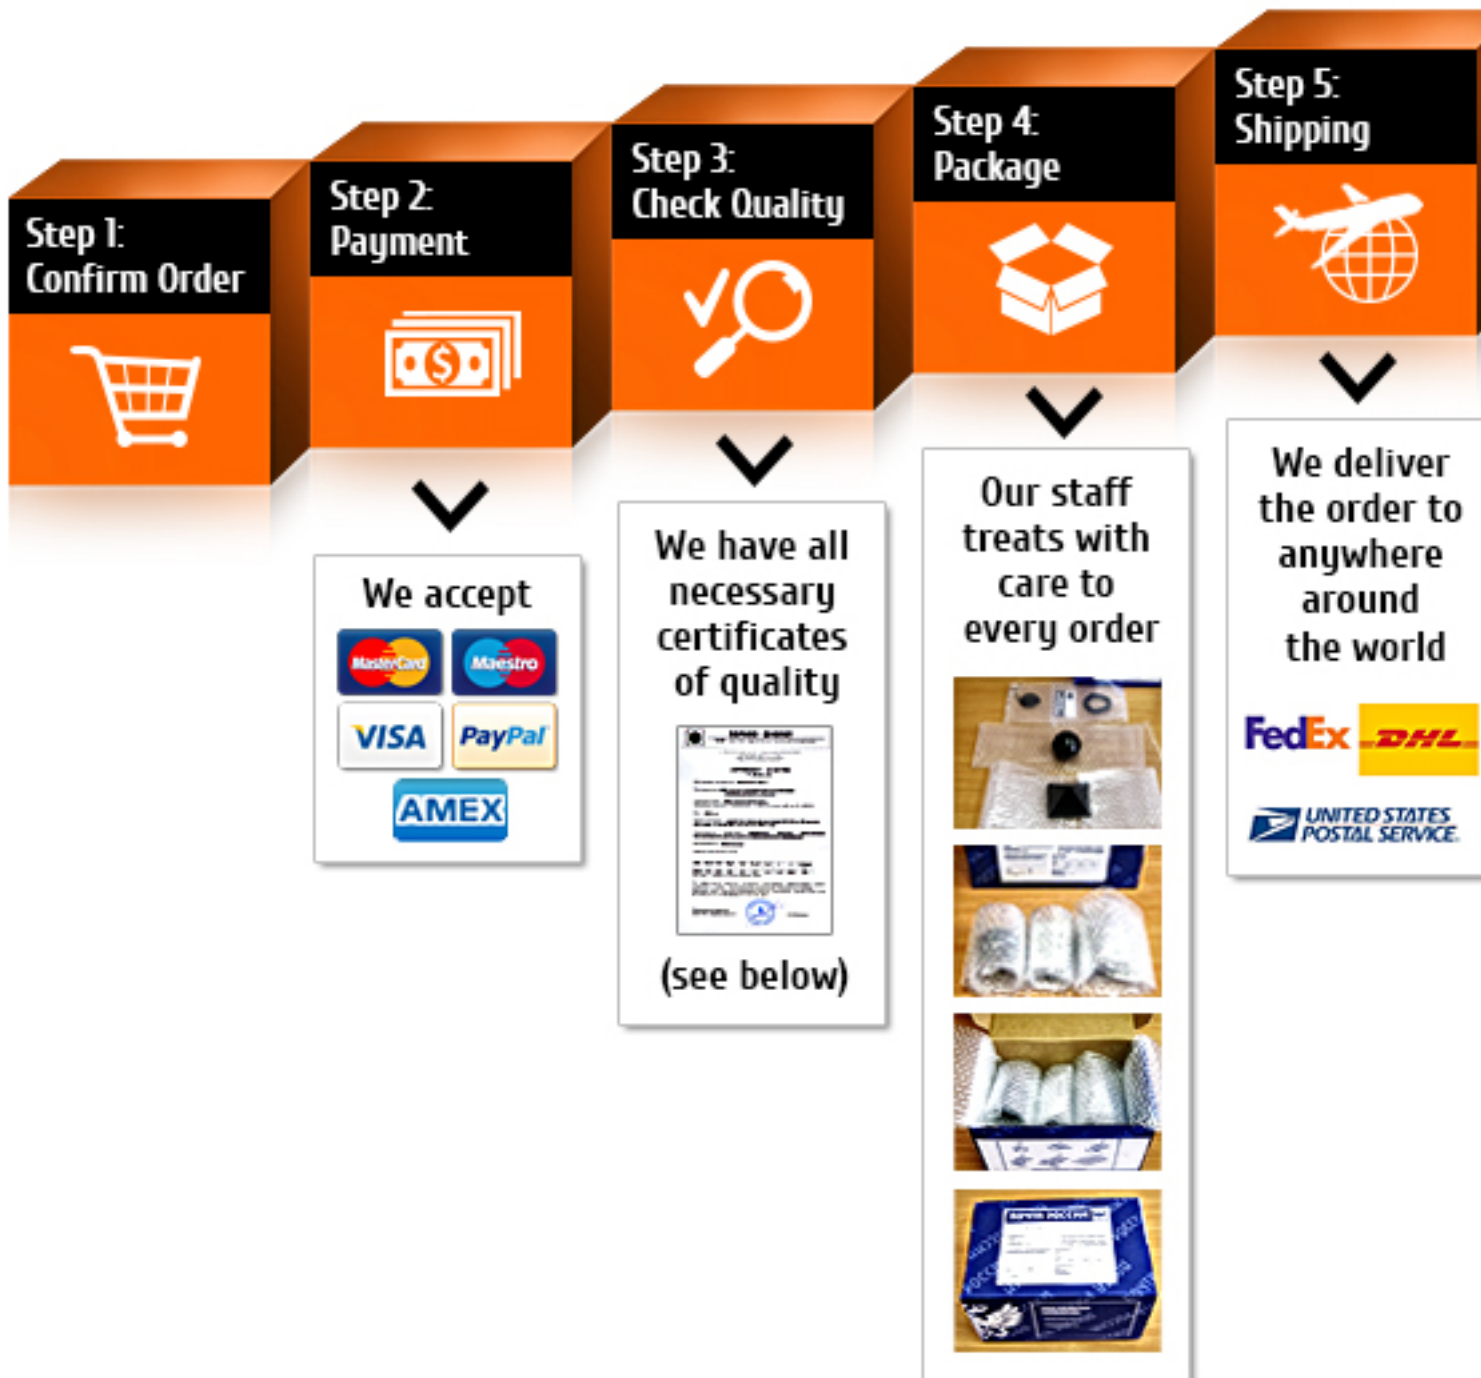 Step 1:
Confirm Order
Step 2:
Payment
We accept
MasterCard
Maestro
VISA
PayPal
AMEX
Step 3:
Check Quality
We have all
necessary
certificates
of quality
(see below)
Step 4:
Package
Our staff
treats with
care to
every order
Step 5:
Shipping
We deliver
the order to
anywhere
around
the world
FedEx
DHL
UNITED STATES
POSTAL SERVICE.